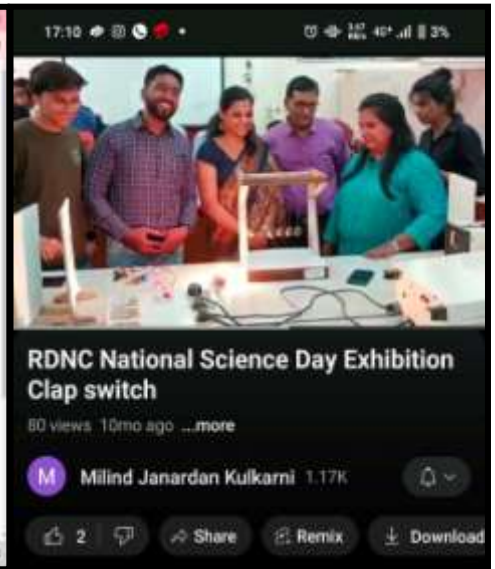 17:10 4G+ 3%
RDNC National Science Day Exhibition
Clap switch
80 views 10mo ago ...more
M Milind Janardan Kulkarni 1.17K
2 Share Remix Download